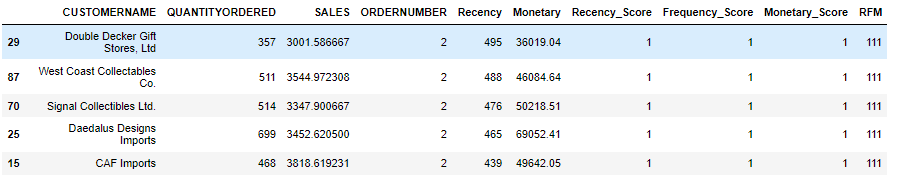 CUSTOMERNAME QUANTITYORDERED SALES ORDERNUMBER Recency Monetary Recency_Score Frequency_Score Monetary_Score RFM
29 Double Decker Gift Stores, Ltd 357 3001.586667 2 495 36019.04 1 1 1 111
87 West Coast Collectables Co. 511 3544.972308 2 488 46084.64 1 1 1 111
70 Signal Collectibles Ltd. 514 3347.900667 2 476 50218.51 1 1 1 111
25 Daedalus Designs Imports 699 3452.620500 2 465 69052.41 1 1 1 111
15 CAF Imports 468 3818.619231 2 439 49642.05 1 1 1 111